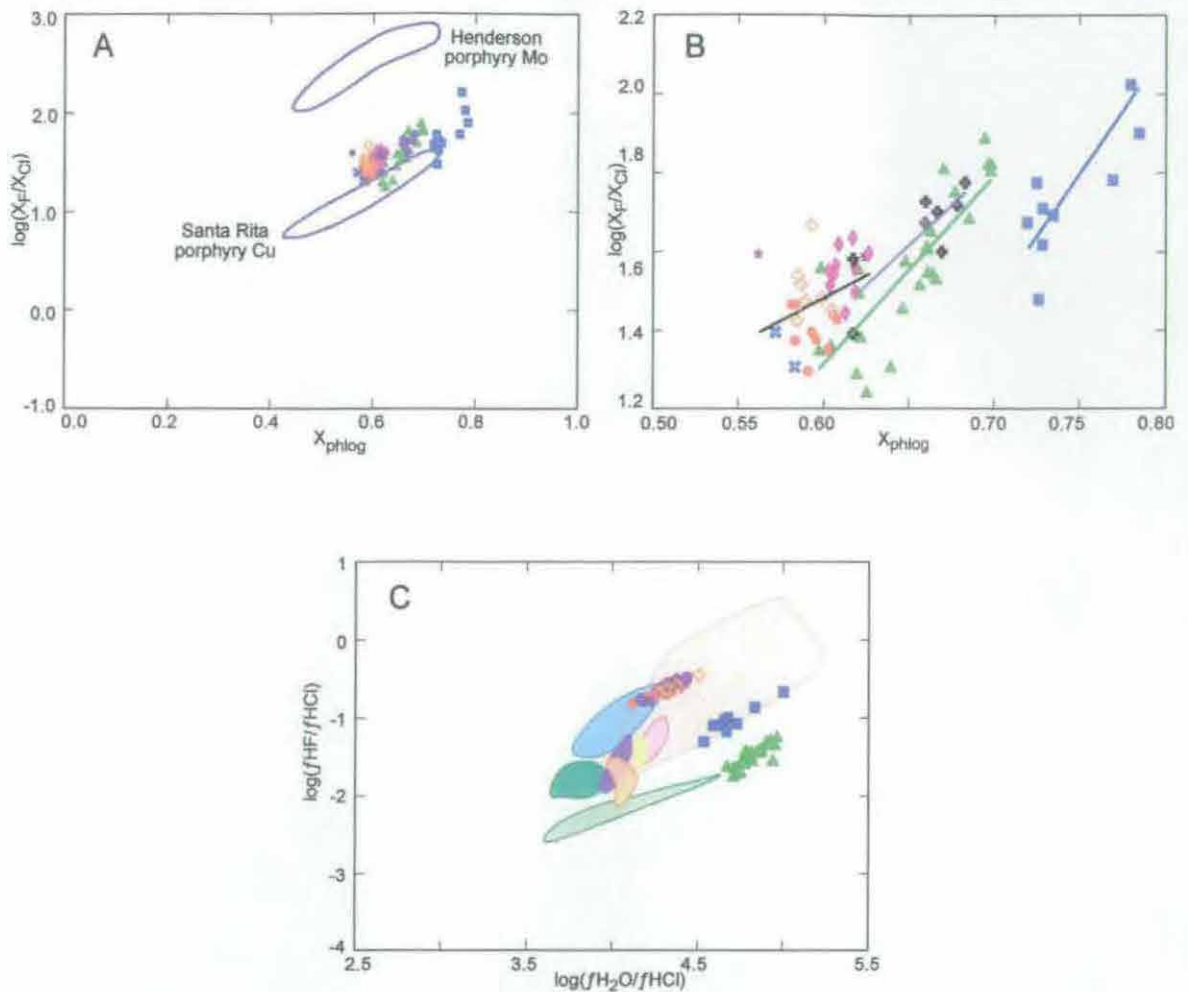 A
3.0
2.0
1.0
0.0
-1.0
log(XF/XCl)
Henderson
porphyry Mo
Santa Rita
porphyry Cu
0.0
0.2
0.4
0.6
0.8
1.0
Xphlog
B
2.2
2.0
1.8
1.6
1.4
1.2
log(XF/XCl)
0.50
0.55
0.60
0.65
0.70
0.75
0.80
Xphlog
C
1
0
-1
-2
-3
-4
log(fHF/fHCl)
2.5
3.5
4.5
5.5
log(fH2O/fHCl)